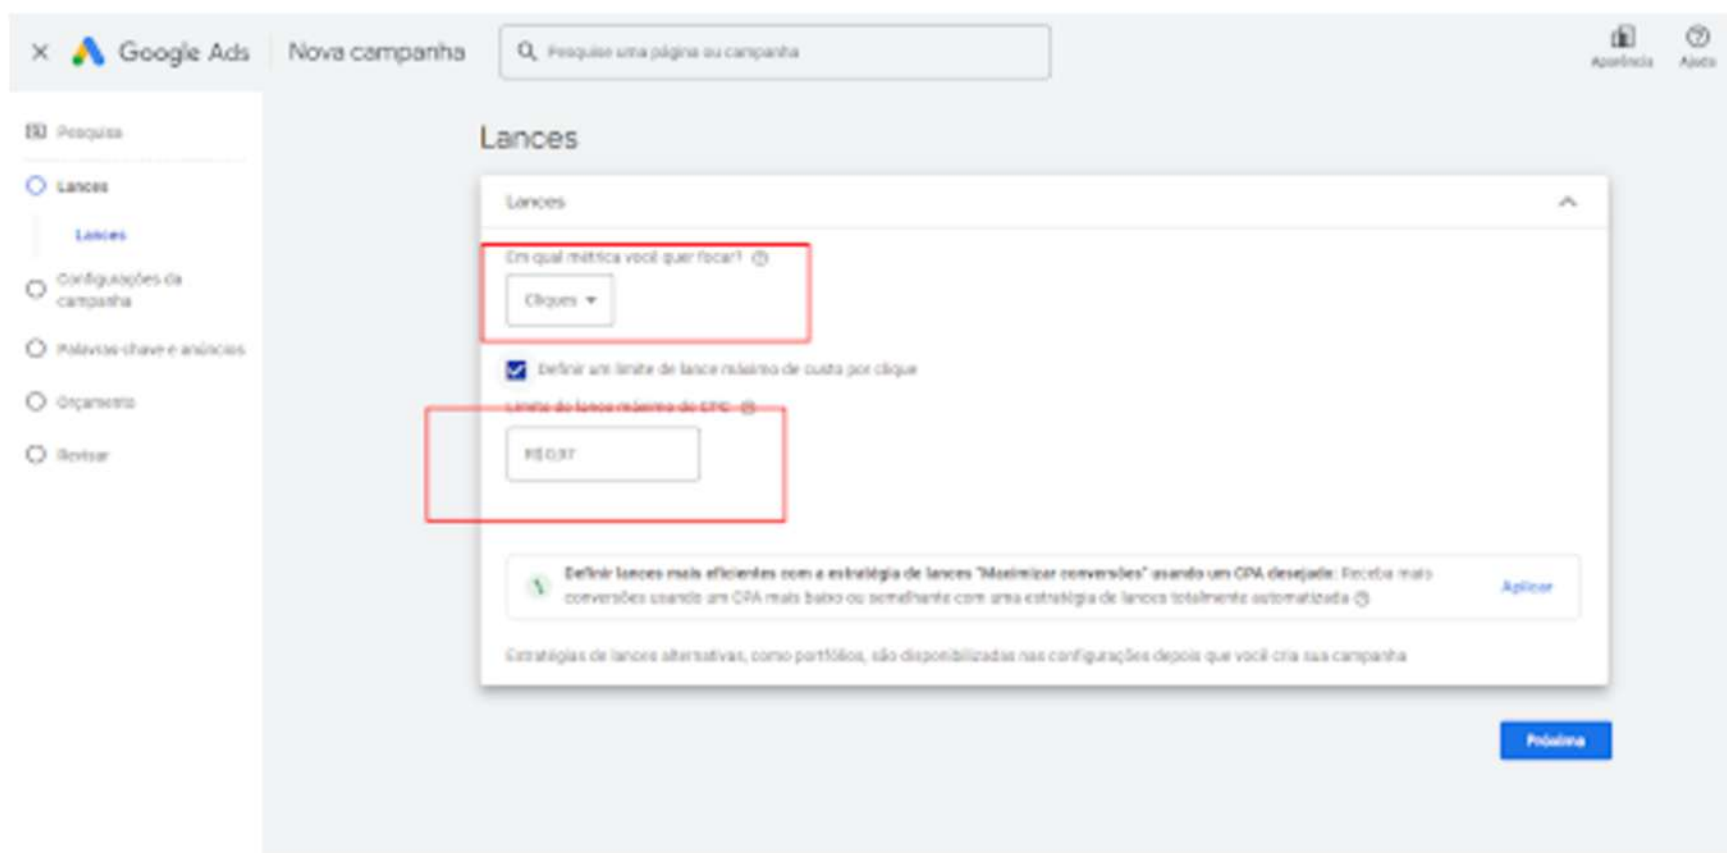 Google Ads
Nova campanha
Pesquise uma página ou campanha
Aparência
Ajuda
Pesquisa
Lances
Lances
Configurações da
campanha
Palavras-chave e anúncios
Orçamento
Revisar
Lances
Lances
Em qual métrica você quer focar?
Cliques
Definir um limite de lance máximo de custo por clique
Limite de lance máximo de CPC
R$ 0,97
Definir lances mais eficientes com a estratégia de lances "Maximizar conversões" usando um CPA desejado: Receba mais
conversões usando um CPA mais baixo ou semelhante com uma estratégia de lances totalmente automatizada
Aplicar
Estratégias de lances alternativas, como portfólios, são disponibilizadas nas configurações depois que você cria sua campanha
Próxima